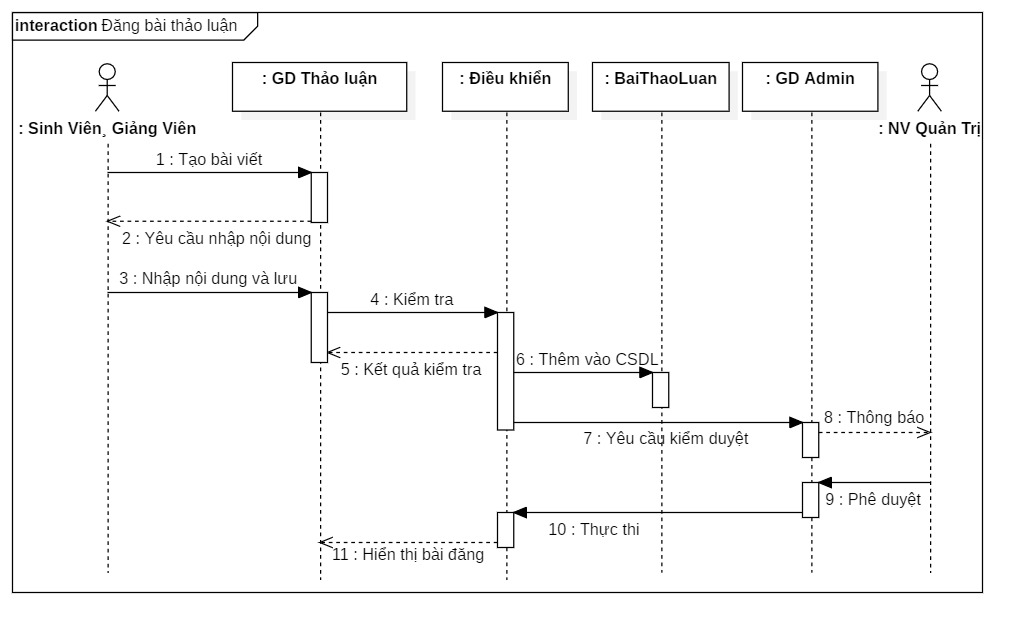 interaction Đăng bài thảo luận
: GD Thảo luận
: Điều khiển
: BaiThaoLuan
: GD Admin
: Sinh Viên, Giảng Viên
: NV Quản Trị
1 : Tạo bài viết
2 : Yêu cầu nhập nội dung
3 : Nhập nội dung và lưu
4 : Kiểm tra
5 : Kết quả kiểm tra
6 : Thêm vào CSDL
7 : Yêu cầu kiểm duyệt
8 : Thông báo
9 : Phê duyệt
10 : Thực thi
11 : Hiển thị bài đăng